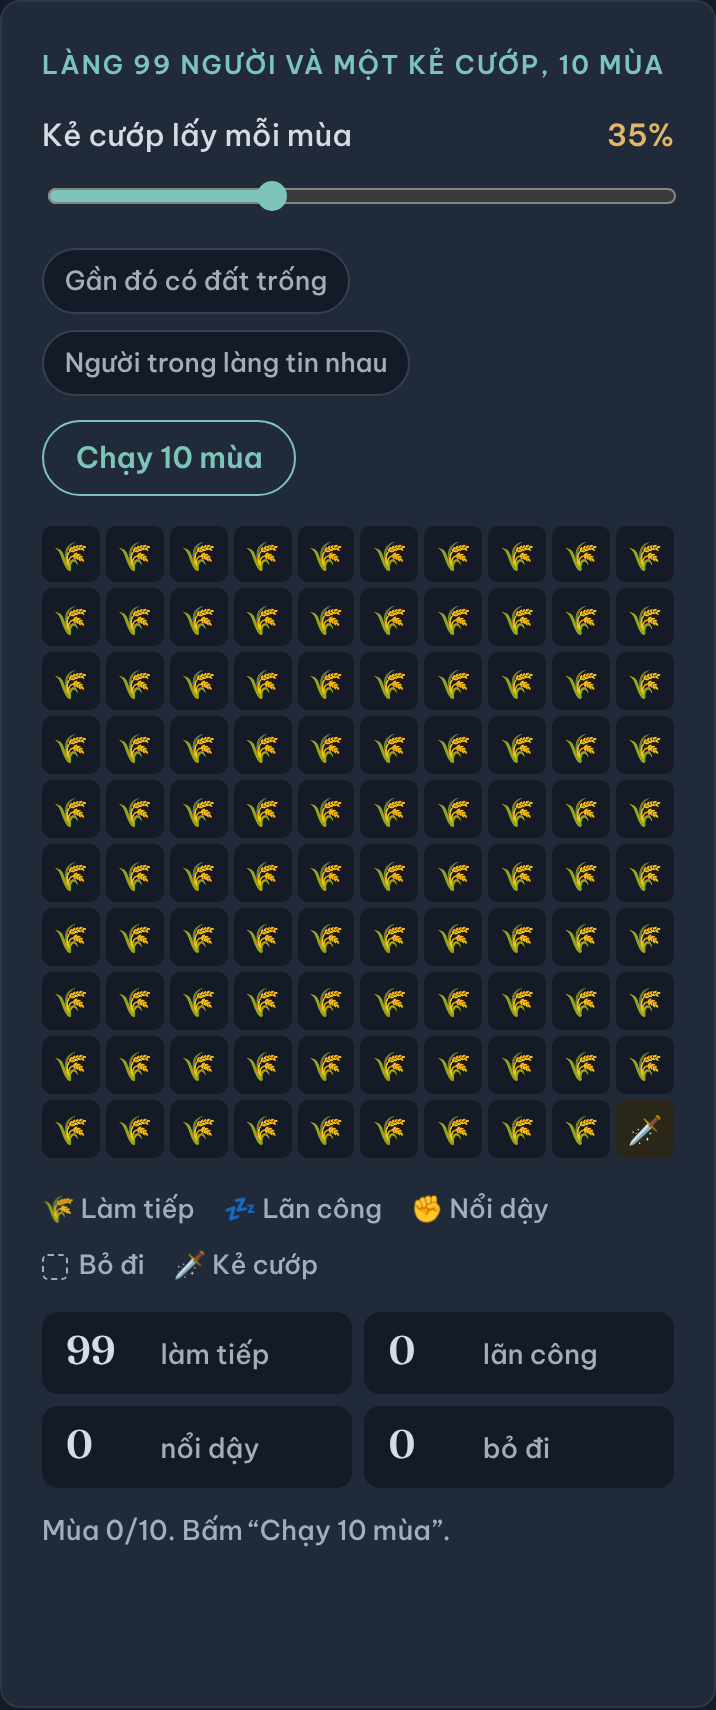 LÀNG 99 NGƯỜI VÀ MỘT KẺ CƯỚP, 10 MÙA
Kẻ cướp lấy mỗi mùa 35%
Gần đó có đất trống
Người trong làng tin nhau
Chạy 10 mùa
Làm tiếp Lãn công Nổi dậy
Bỏ đi Kẻ cướp
99 làm tiếp 0 lãn công
0 nổi dậy 0 bỏ đi
Mùa 0/10. Bấm “Chạy 10 mùa”.